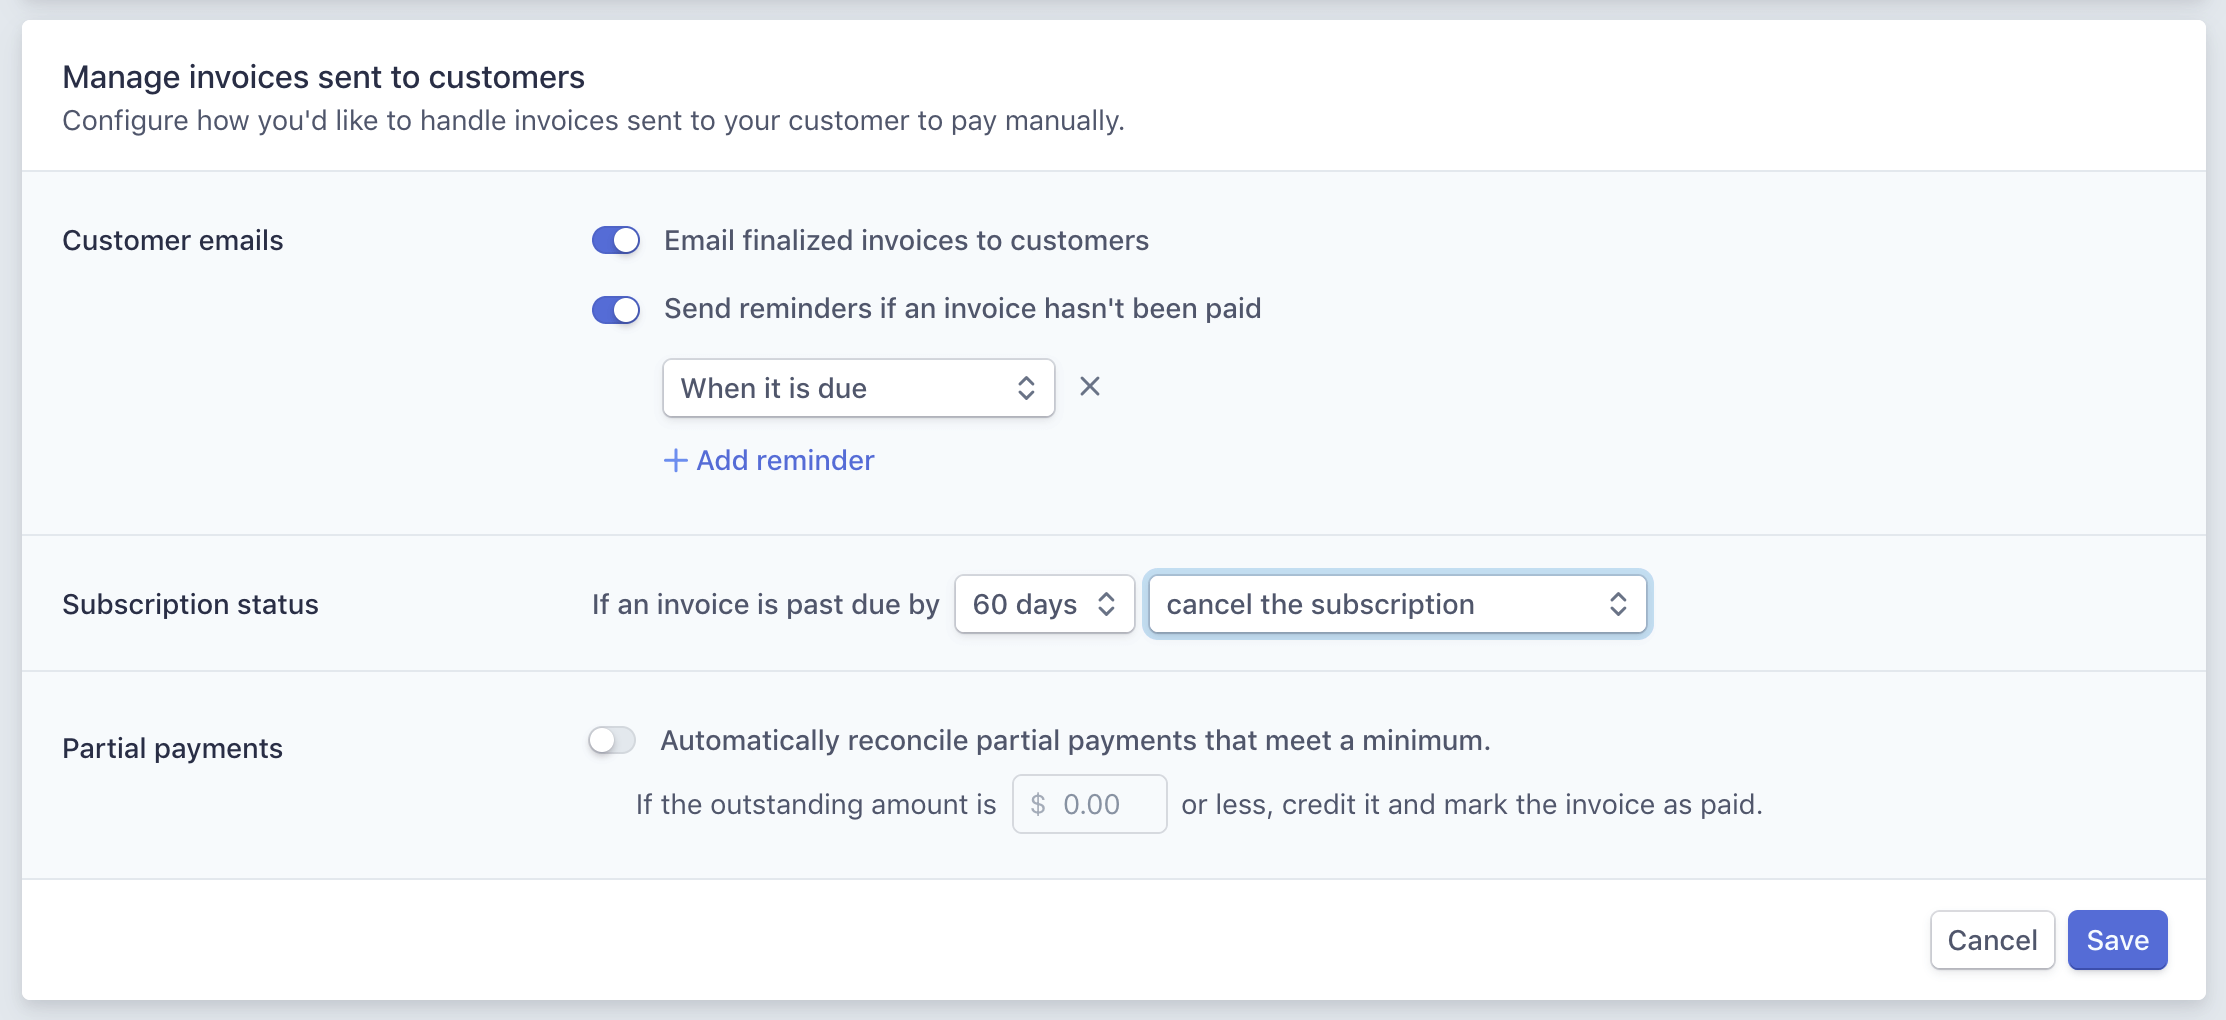 Manage invoices sent to customers
Configure how you'd like to handle invoices sent to your customer to pay manually.
Customer emails
Email finalized invoices to customers
Send reminders if an invoice hasn't been paid
When it is due
Add reminder
Subscription status
If an invoice is past due by 60 days cancel the subscription
Partial payments
Automatically reconcile partial payments that meet a minimum.
If the outstanding amount is $ 0.00 or less, credit it and mark the invoice as paid.
Cancel Save